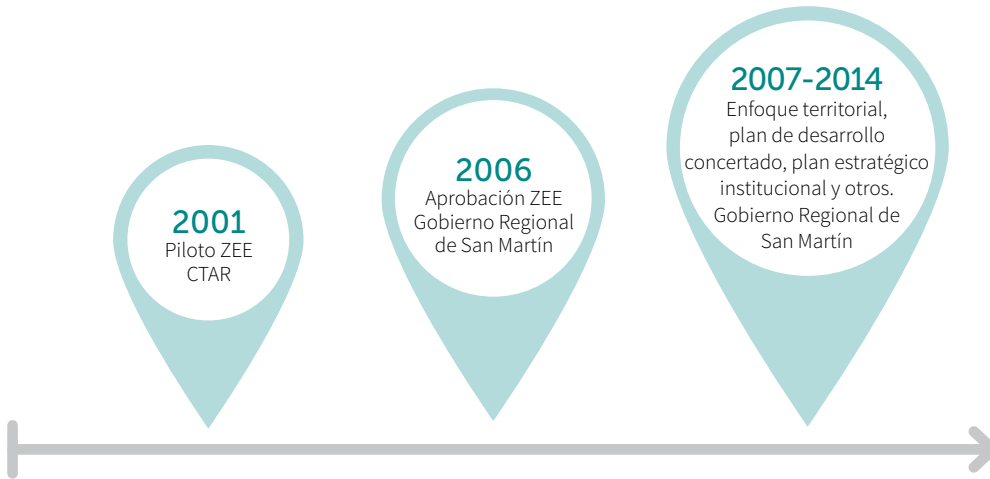 2001
Piloto ZEE
CTAR
2006
Aprobación ZEE
Gobierno Regional
de San Martín
2007-2014
Enfoque territorial,
plan de desarrollo
concertado, plan estratégico
institucional y otros.
Gobierno Regional de
San Martín